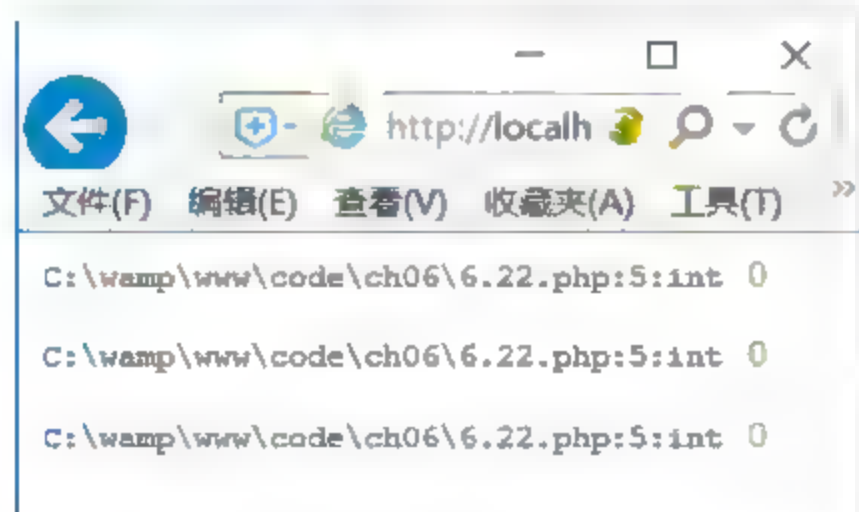 http://localh
文件(F) 编辑(E) 查看(V) 收藏夹(A) 工具(T) »
C:\wamp\www\code\ch06\6.22.php:5:int 0
C:\wamp\www\code\ch06\6.22.php:5:int 0
C:\wamp\www\code\ch06\6.22.php:5:int 0